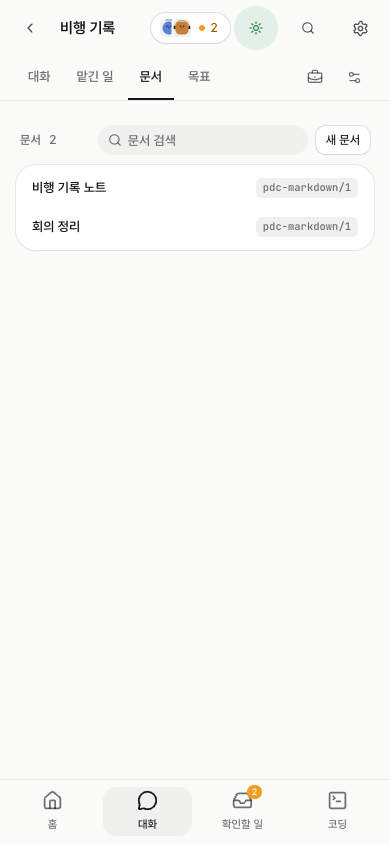 비행 기록
2
대화 맡긴 일 문서 목표
문서 2
문서 검색
새 문서
비행 기록 노트 pdc-markdown/1
회의 정리 pdc-markdown/1
2
홈 대화 확인할 일 코딩